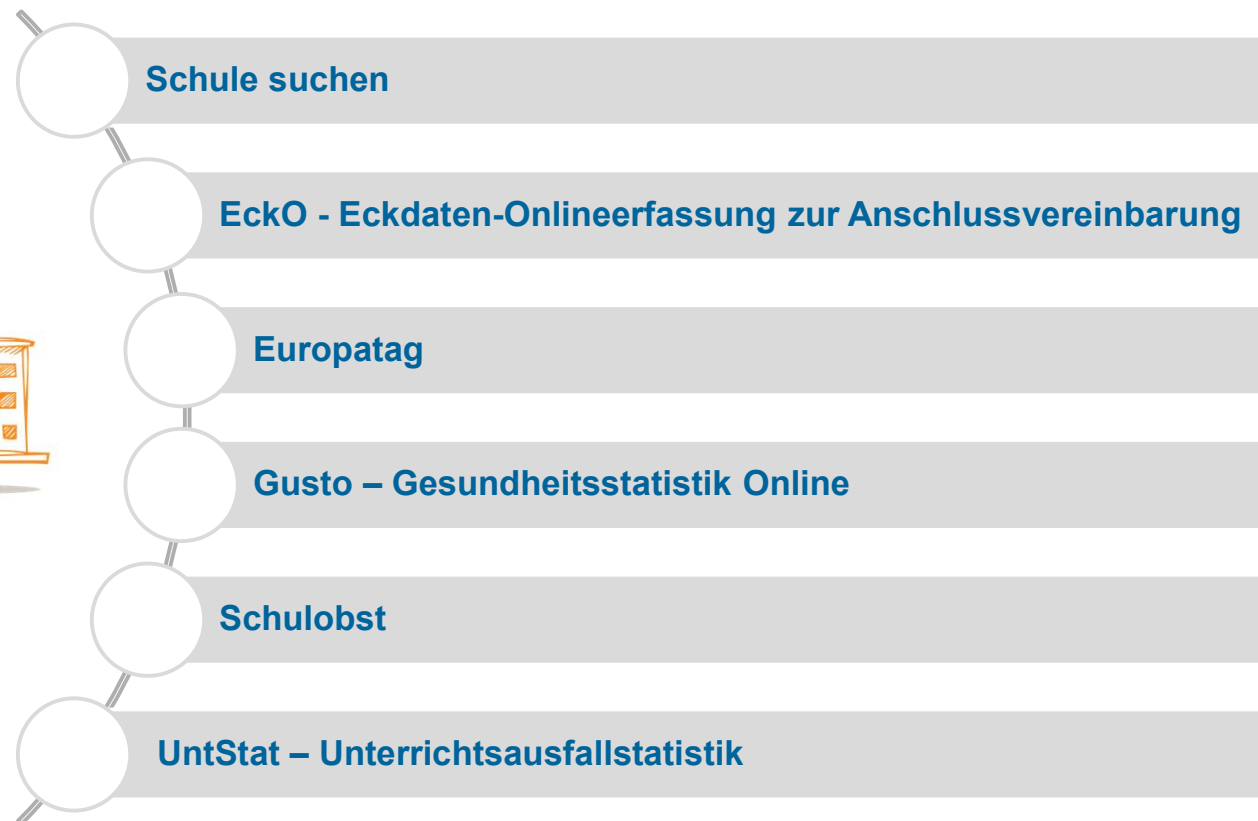 Schule suchen
EckO - Eckdaten-Onlineerfassung zur Anschlussvereinbarung
Europatag
Gusto – Gesundheitsstatistik Online
Schulobst
UntStat – Unterrichtsausfallstatistik